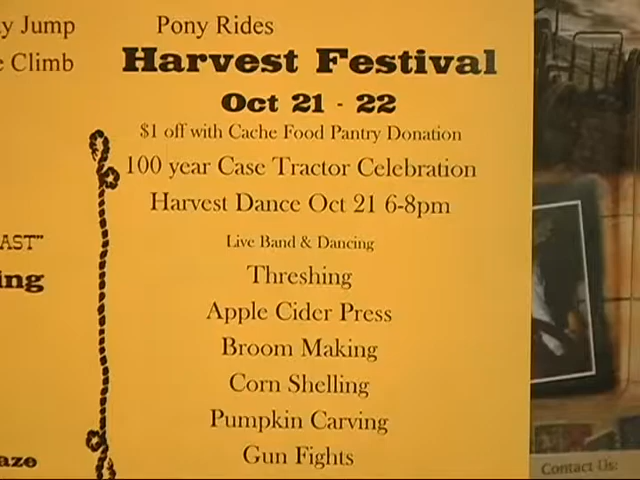 y Jump
Pony Rides
e Climb
Harvest Festival
Oct 21 - 22
$1 off with Cache Food Pantry Donation
100 year Case Tractor Celebration
Harvest Dance Oct 21 6-8pm
AST"
Live Band & Dancing
ing
Threshing
Apple Cider Press
Broom Making
Corn Shelling
Pumpkin Carving
aze
Gun Fights
Contact Us: